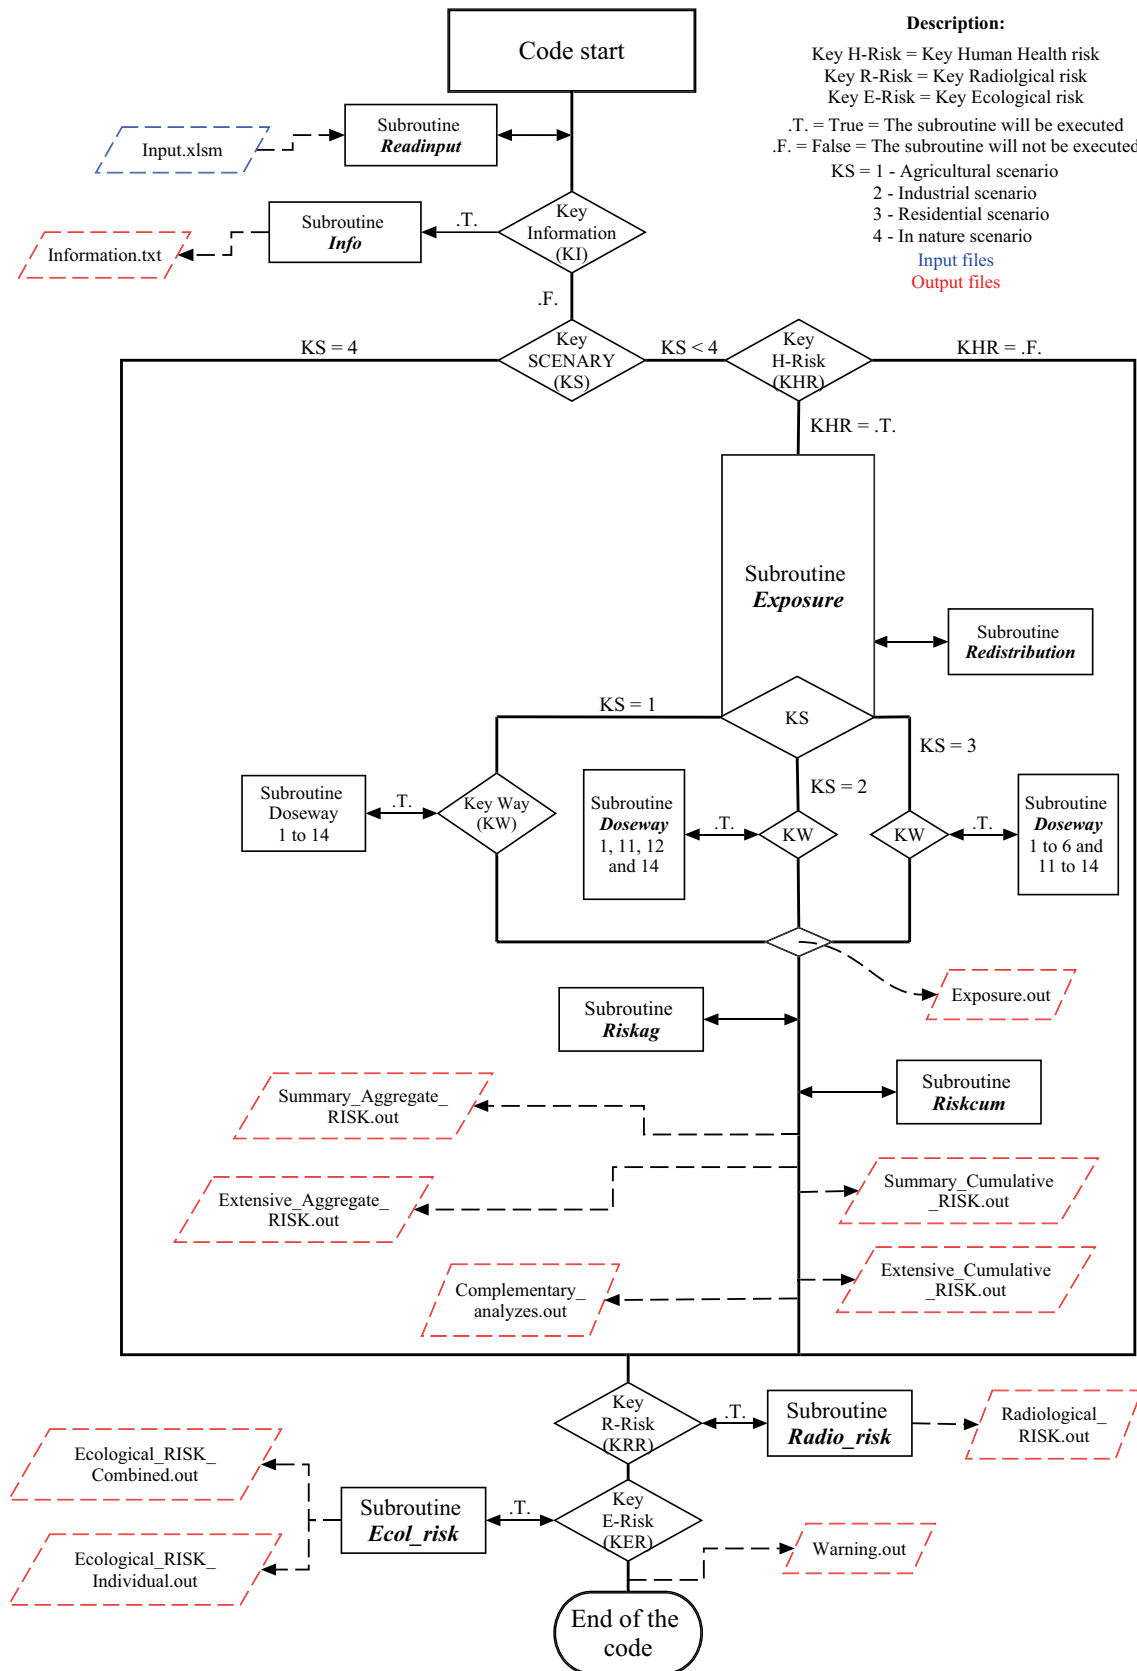 Code start
Description:
Key H-Risk = Key Human Health risk
Key R-Risk = Key Radiolgical risk
Key E-Risk = Key Ecological risk
.T. = True = The subroutine will be executed
.F. = False = The subroutine will not be executed
KS = 1 - Agricultural scenario
2 - Industrial scenario
3 - Residential scenario
4 - In nature scenario
Input files
Output files
Input.xlsm
Subroutine
Readinput
Key
Information
(KI)
.T.
Subroutine
Info
Information.txt
.F.
KS = 4
Key
SCENARY
(KS)
KS < 4
Key
H-Risk
(KHR)
KHR = .F.
KHR = .T.
Subroutine
Exposure
Subroutine
Redistribution
KS = 1
KS
KS = 3
KS = 2
Subroutine
Doseway
1 to 14
.T.
Key Way
(KW)
Subroutine
Doseway
1, 11, 12
and 14
.T.
KW
KW
.T.
Subroutine
Doseway
1 to 6 and
11 to 14
Exposure.out
Subroutine
Riskag
Subroutine
Riskcum
Summary_Aggregate_
RISK.out
Extensive_Aggregate_
RISK.out
Summary_Cumulative
_RISK.out
Extensive_Cumulative
_RISK.out
Complementary_
analyzes.out
Key
R-Risk
(KRR)
.T.
Subroutine
Radio_risk
Radiological_
RISK.out
Ecological_RISK_
Combined.out
Ecological_RISK_
Individual.out
Subroutine
Ecol_risk
.T.
Key
E-Risk
(KER)
Warning.out
End of the
code